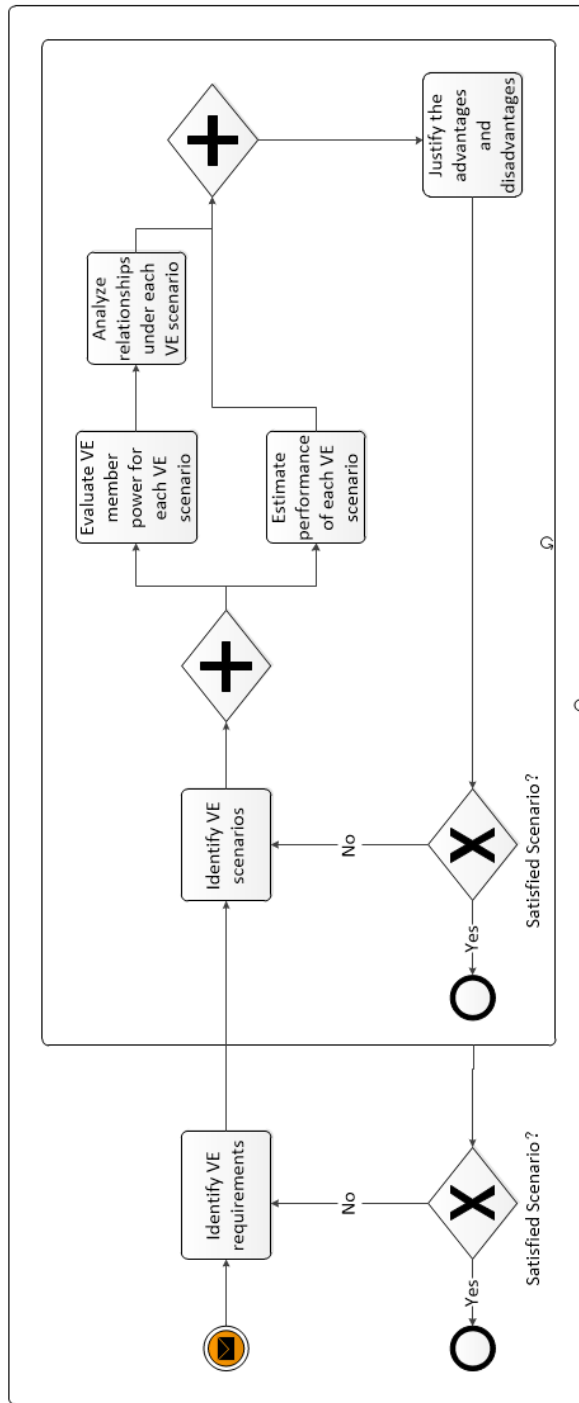 Identify VE
requirements
Identify VE
scenarios
Evaluate VE
member
power for
each VE
scenario
Analyze
relationships
under each
VE scenario
Estimate
performance
of each VE
scenario
Justify the
advantages
and
disadvantages
No
Yes
Satisfied Scenario?
No
Yes
Satisfied Scenario?